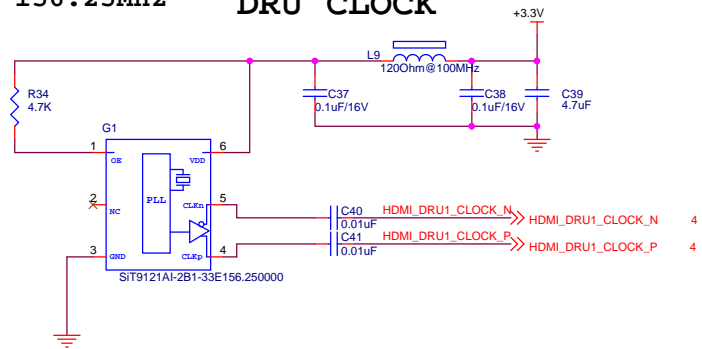 156.25MHz
DRU CLOCK
+3.3V
L9
120Ohm@100MHz
R34
4.7K
C37
0.1uF/16V
C38
0.1uF/16V
C39
4.7uF
G1
1
OE
VDD
6
2
NC
PLL
CLKn
5
3
GND
CLKp
4
SiT9121AI-2B1-33E156.250000
C40
0.01uF
HDMI_DRU1_CLOCK_N
HDMI_DRU1_CLOCK_N 4
C41
0.01uF
HDMI_DRU1_CLOCK_P
HDMI_DRU1_CLOCK_P 4